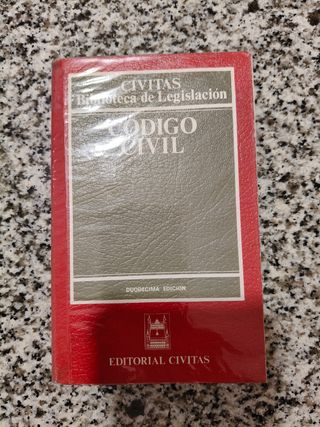 CIVITAS
Biblioteca de Legislación
CODIGO
CIVIL
DUODECIMA EDICION
EDITORIAL CIVITAS